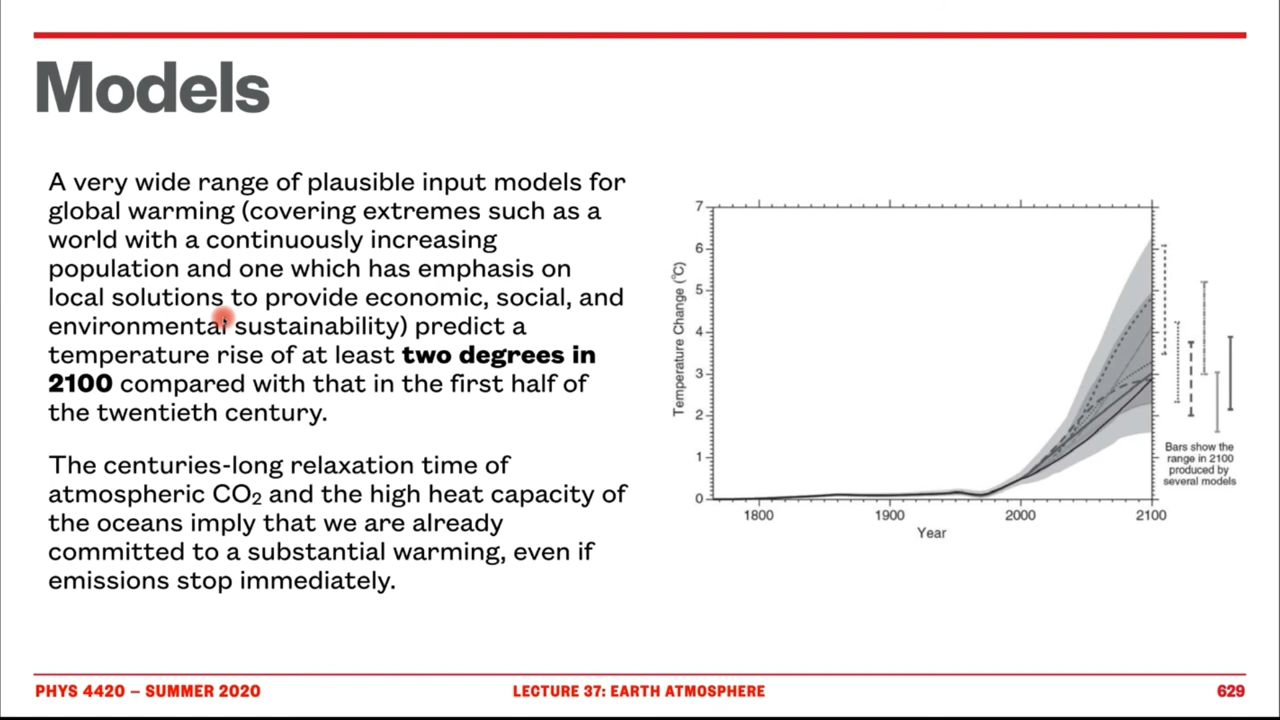 Models
A very wide range of plausible input models for
global warming (covering extremes such as a
world with a continuously increasing
population and one which has emphasis on
local solutions to provide economic, social, and
environmental sustainability) predict a
temperature rise of at least two degrees in
2100 compared with that in the first half of
the twentieth century.
The centuries-long relaxation time of
atmospheric CO₂ and the high heat capacity of
the oceans imply that we are already
committed to a substantial warming, even if
emissions stop immediately.
Temperature Change (°C)
7
6
5
4
3
2
1
0
1800 1900 2000 2100
Year
Bars show the
range in 2100
produced by
several models
PHYS 4420 – SUMMER 2020
LECTURE 37: EARTH ATMOSPHERE
629